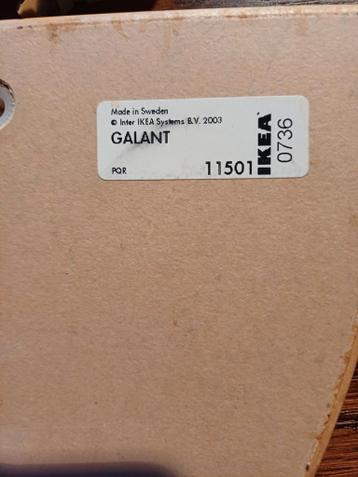 Made in Sweden
© Inter IKEA Systems B.V. 2003
GALANT
PQR 11501
IKEA
0736